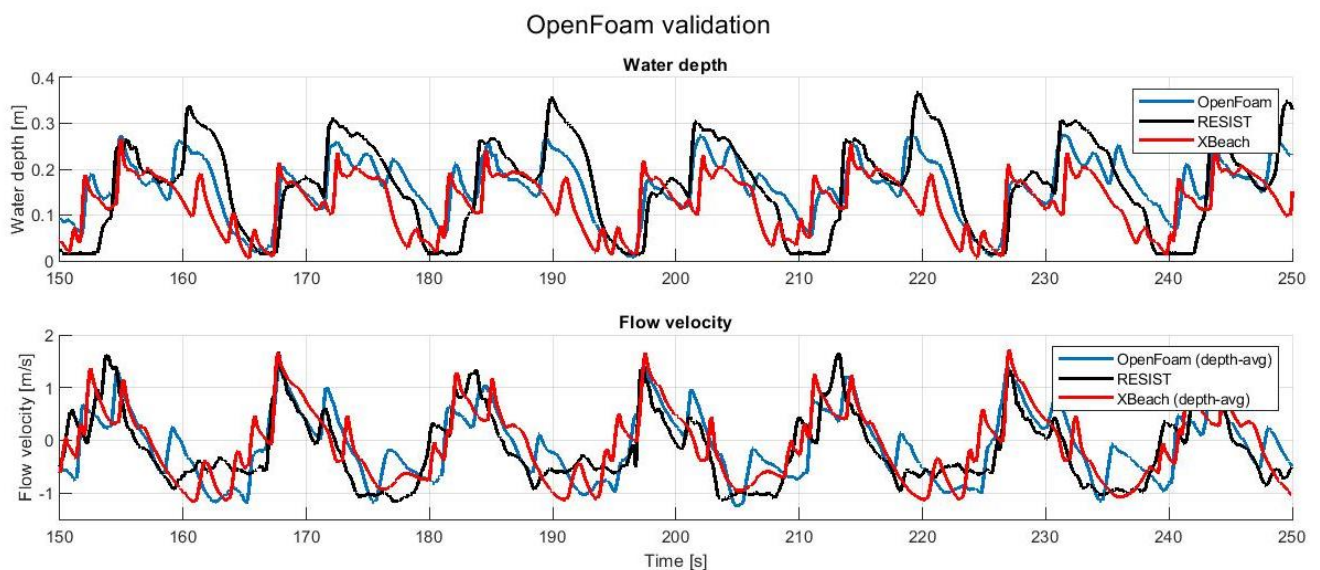 OpenFoam validation
Water depth
Water depth [m]
0.4
0.3
0.2
0.1
0
150 160 170 180 190 200 210 220 230 240 250
OpenFoam
RESIST
XBeach
Flow velocity
Flow velocity [m/s]
2
1
0
-1
150 160 170 180 190 200 210 220 230 240 250
OpenFoam (depth-avg)
RESIST
XBeach (depth-avg)
Time [s]